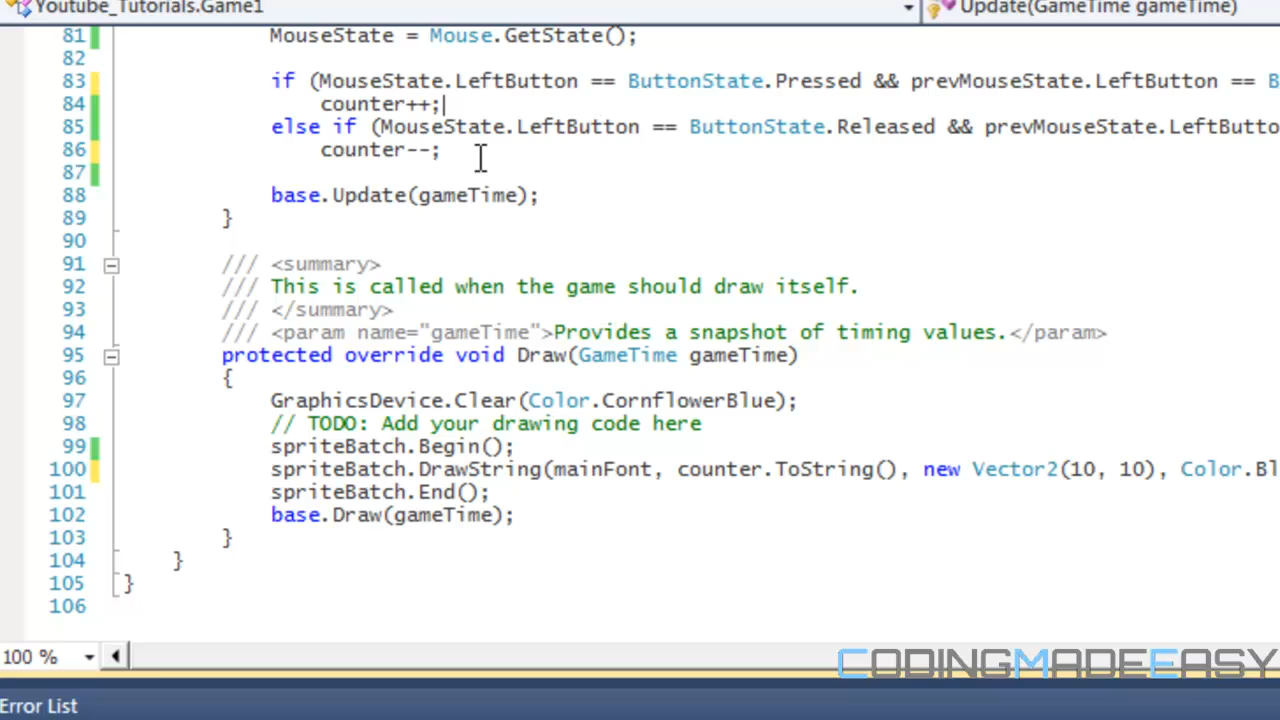 Youtube_Tutorials.Game1
Update(GameTime gameTime)
81 MouseState = Mouse.GetState();
82
83 if (MouseState.LeftButton == ButtonState.Pressed && prevMouseState.LeftButton == B
84 counter++;
85 else if (MouseState.LeftButton == ButtonState.Released && prevMouseState.LeftButto
86 counter--;
87
88 base.Update(gameTime);
89 }
90
91 /// <summary>
92 /// This is called when the game should draw itself.
93 /// </summary>
94 /// <param name="gameTime">Provides a snapshot of timing values.</param>
95 protected override void Draw(GameTime gameTime)
96 {
97 GraphicsDevice.Clear(Color.CornflowerBlue);
98 // TODO: Add your drawing code here
99 spriteBatch.Begin();
100 spriteBatch.DrawString(mainFont, counter.ToString(), new Vector2(10, 10), Color.Bl
101 spriteBatch.End();
102 base.Draw(gameTime);
103 }
104 }
105 }
106
100 %
CODINGMADEEASY
Error List